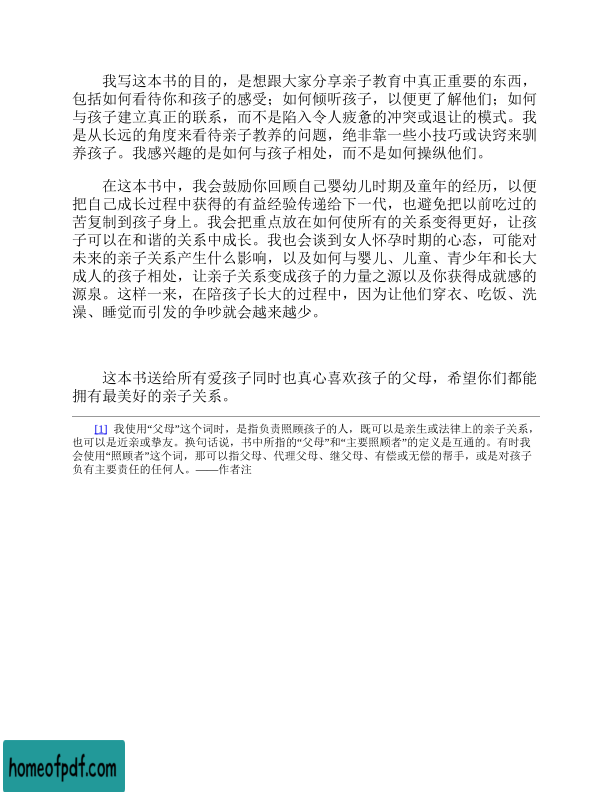 我写这本书的目的，是想跟大家分享亲子教育中真正重要的东西，
包括如何看待你和孩子的感受；如何倾听孩子，以便更了解他们；如何
与孩子建立真正的联系，而不是陷入令人疲惫的冲突或退让的模式。我
是从长远的角度来看待亲子教养的问题，绝非靠一些小技巧或诀窍来驯
养孩子。我感兴趣的是如何与孩子相处，而不是如何操纵他们。
在这本书中，我会鼓励你回顾自己婴幼儿时期及童年的经历，以便
把自己成长过程中获得的有益经验传递给下一代，也避免把以前吃过的
苦复制到孩子身上。我会把重点放在如何使所有的关系变得更好，让孩
子可以在和谐的关系中成长。我也会谈到女人怀孕时期的心态，可能对
未来的亲子关系产生什么影响，以及如何与婴儿、儿童、青少年和长大
成人的孩子相处，让亲子关系变成孩子的力量之源以及你获得成就感的
源泉。这样一来，在陪孩子长大的过程中，因为让他们穿衣、吃饭、洗
澡、睡觉而引发的争吵就会越来越少。
这本书送给所有爱孩子同时也真心喜欢孩子的父母，希望你们都能
拥有最美好的亲子关系。
[1] 我使用“父母”这个词时，是指负责照顾孩子的人，既可以是亲生或法律上的亲子关系，
也可以是近亲或挚友。换句话说，书中所指的“父母”和“主要照顾者”的定义是互通的。有时我
会使用“照顾者”这个词，那可以指父母、代理父母、继父母、有偿或无偿的帮手，或是对孩子
负有主要责任的任何人。——作者注
homeofpdf.com